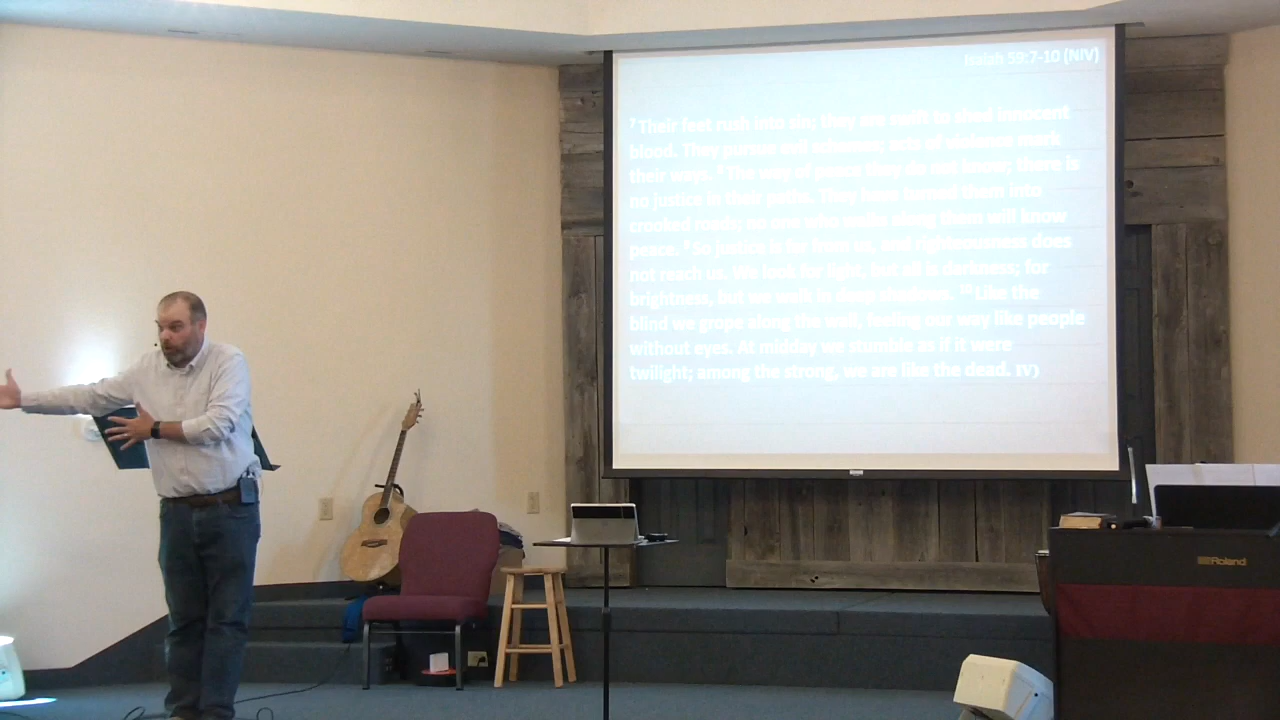 Isaiah 59:7-10 (NIV)
7 Their feet rush into sin; they are swift to shed innocent
blood. They pursue evil schemes; acts of violence mark
their ways. 8 The way of peace they do not know; there is
no justice in their paths. They have turned them into
crooked roads; no one who walks along them will know
peace. 9 So justice is far from us, and righteousness does
not reach us. We look for light, but all is darkness; for
brightness, but we walk in deep shadows. 10 Like the
blind we grope along the wall, feeling our way like people
without eyes. At midday we stumble as if it were
twilight; among the strong, we are like the dead. IV)
Roland